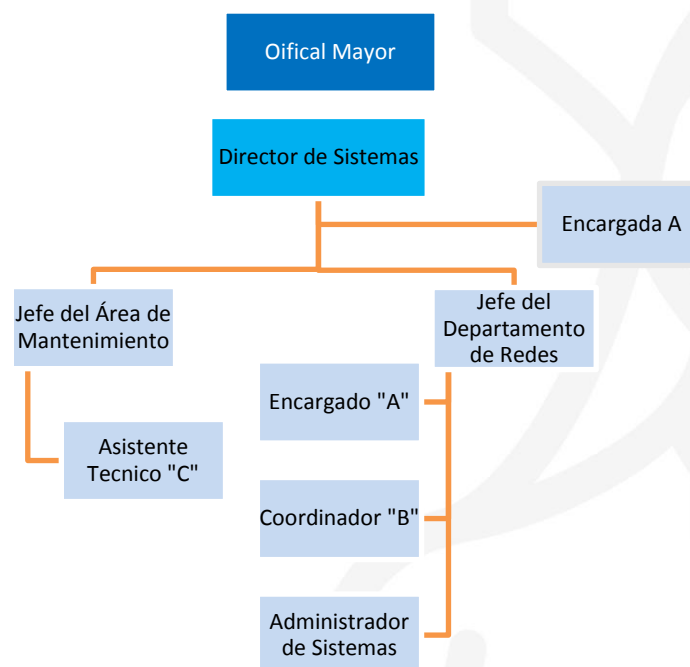 Oifical Mayor
Director de Sistemas
Encargada A
Jefe del Área de
Mantenimiento
Jefe del
Departamento
de Redes
Encargado "A"
Asistente
Tecnico "C"
Coordinador "B"
Administrador
de Sistemas